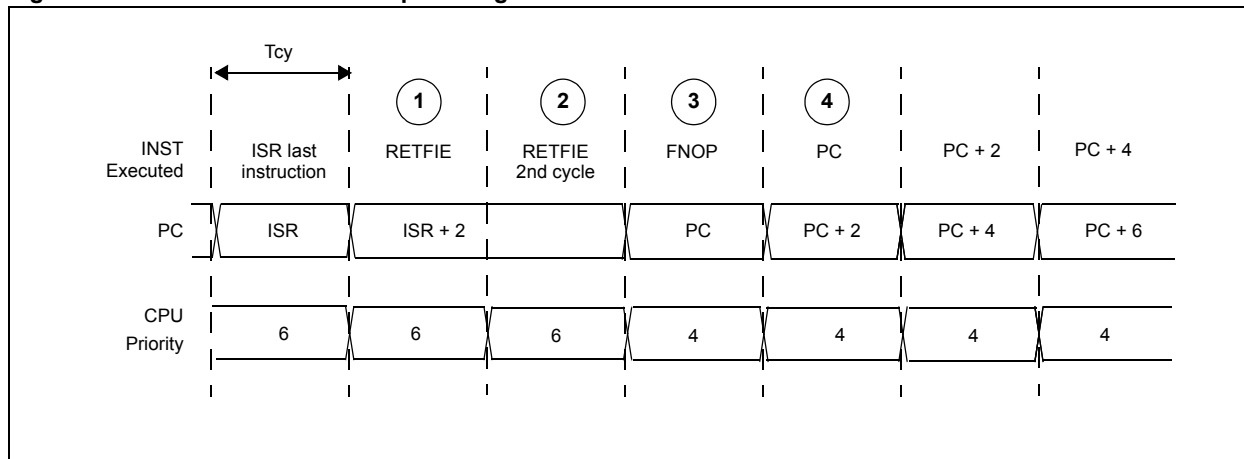 Tcy
1 2 3 4
INST Executed ISR last instruction RETFIE RETFIE 2nd cycle FNOP PC PC + 2 PC + 4
PC ISR ISR + 2 PC PC + 2 PC + 4 PC + 6
CPU Priority 6 6 6 4 4 4 4